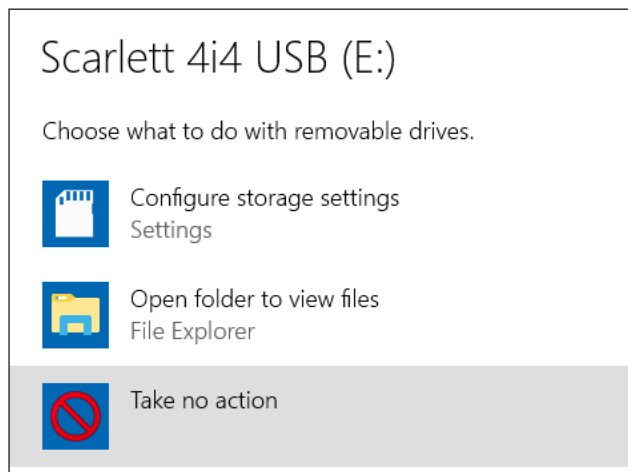 Scarlett 4i4 USB (E:)
Choose what to do with removable drives.
Configure storage settings
Settings
Open folder to view files
File Explorer
Take no action